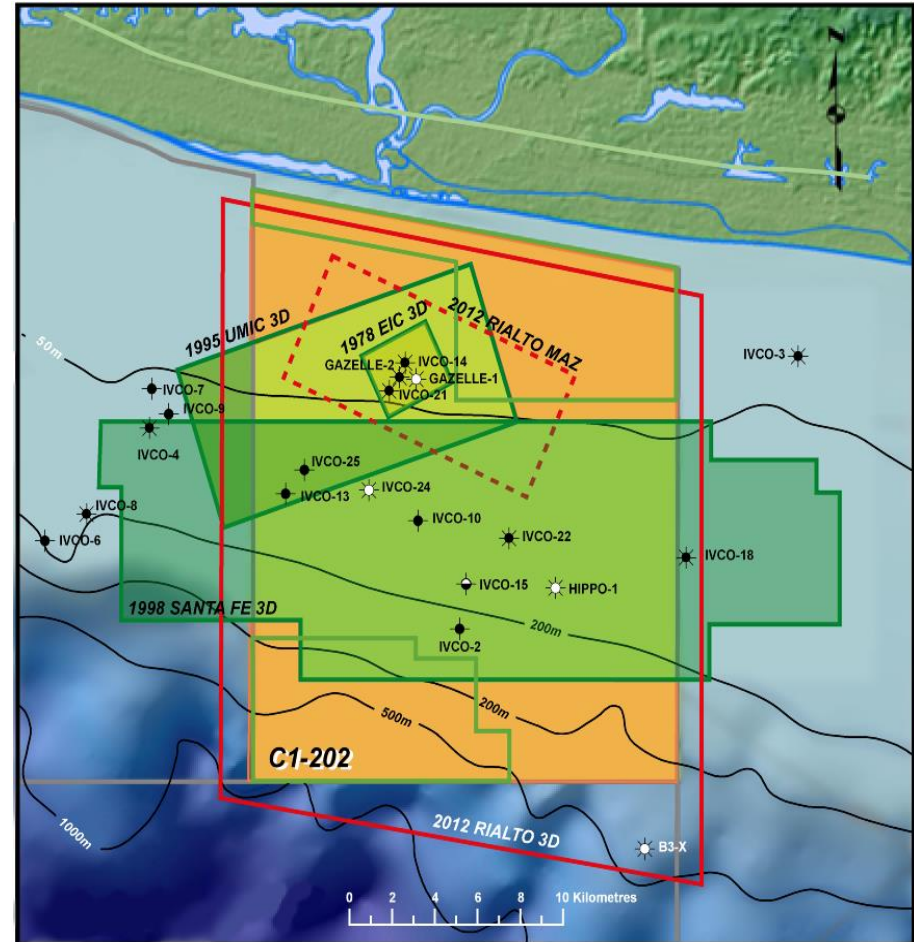 N
2012 RIALTO MAZ
1995 UMIC 3D
1978 EIC 3D
50m
IVCO-14
GAZELLE-2
GAZELLE-1
IVCO-21
IVCO-3
IVCO-7
IVCO-9
IVCO-4
IVCO-25
IVCO-13
IVCO-24
IVCO-8
IVCO-6
IVCO-10
IVCO-22
IVCO-18
IVCO-15
HIPPO-1
1998 SANTA FE 3D
IVCO-2
200m
200m
500m
C1-202
1000m
2012 RIALTO 3D
B3-X
0 2 4 6 8 10 Kilometres